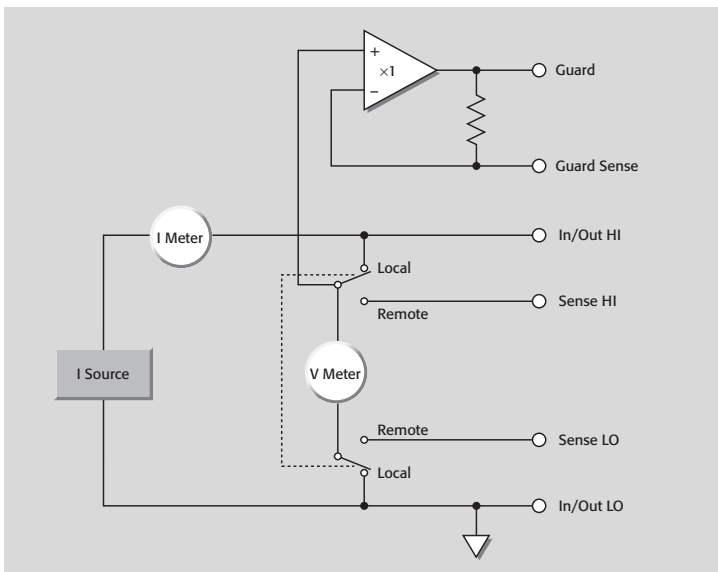 +
×1
−
Guard
Guard Sense
I Meter
In/Out HI
Local
Sense HI
Remote
I Source
V Meter
Remote
Sense LO
Local
In/Out LO